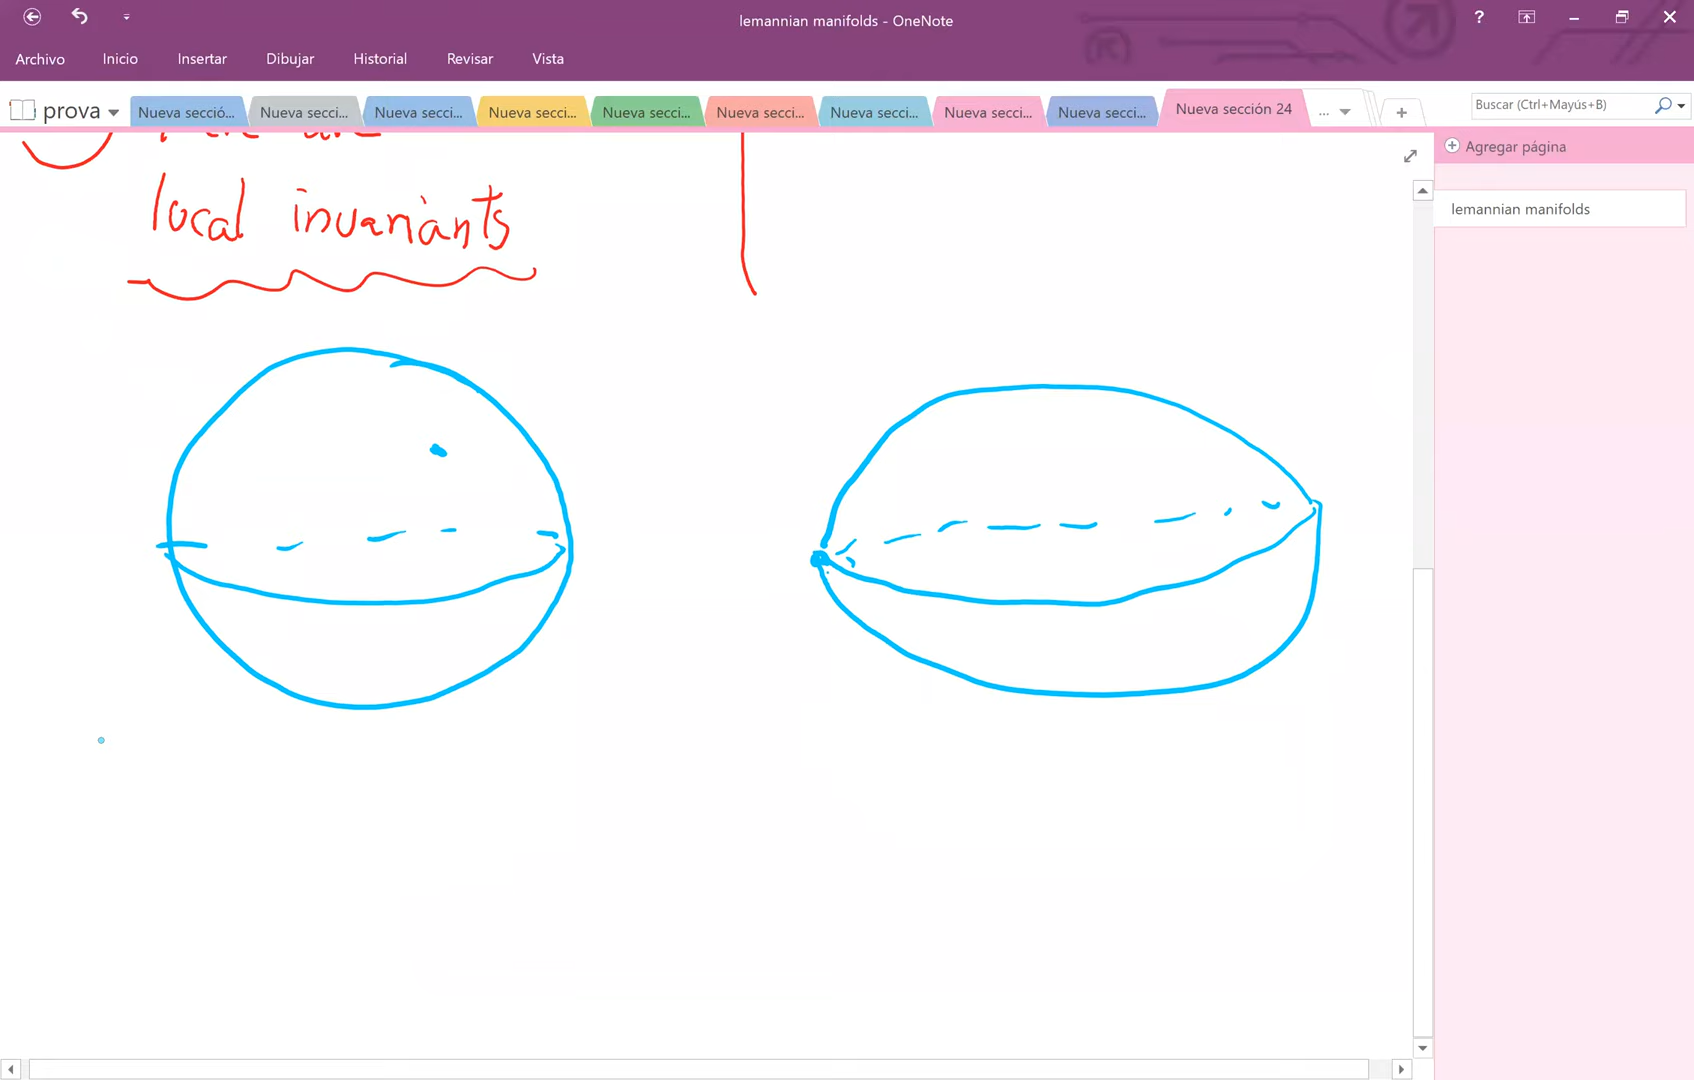 lemannian manifolds - OneNote
?
Archivo Inicio Insertar Dibujar Historial Revisar Vista
prova
Nueva secció...
Nueva secci...
Nueva secci...
Nueva secci...
Nueva secci...
Nueva secci...
Nueva secci...
Nueva secci...
Nueva secci...
Nueva sección 24
...
+
Buscar (Ctrl+Mayús+B)
Agregar página
lemannian manifolds
local invariants